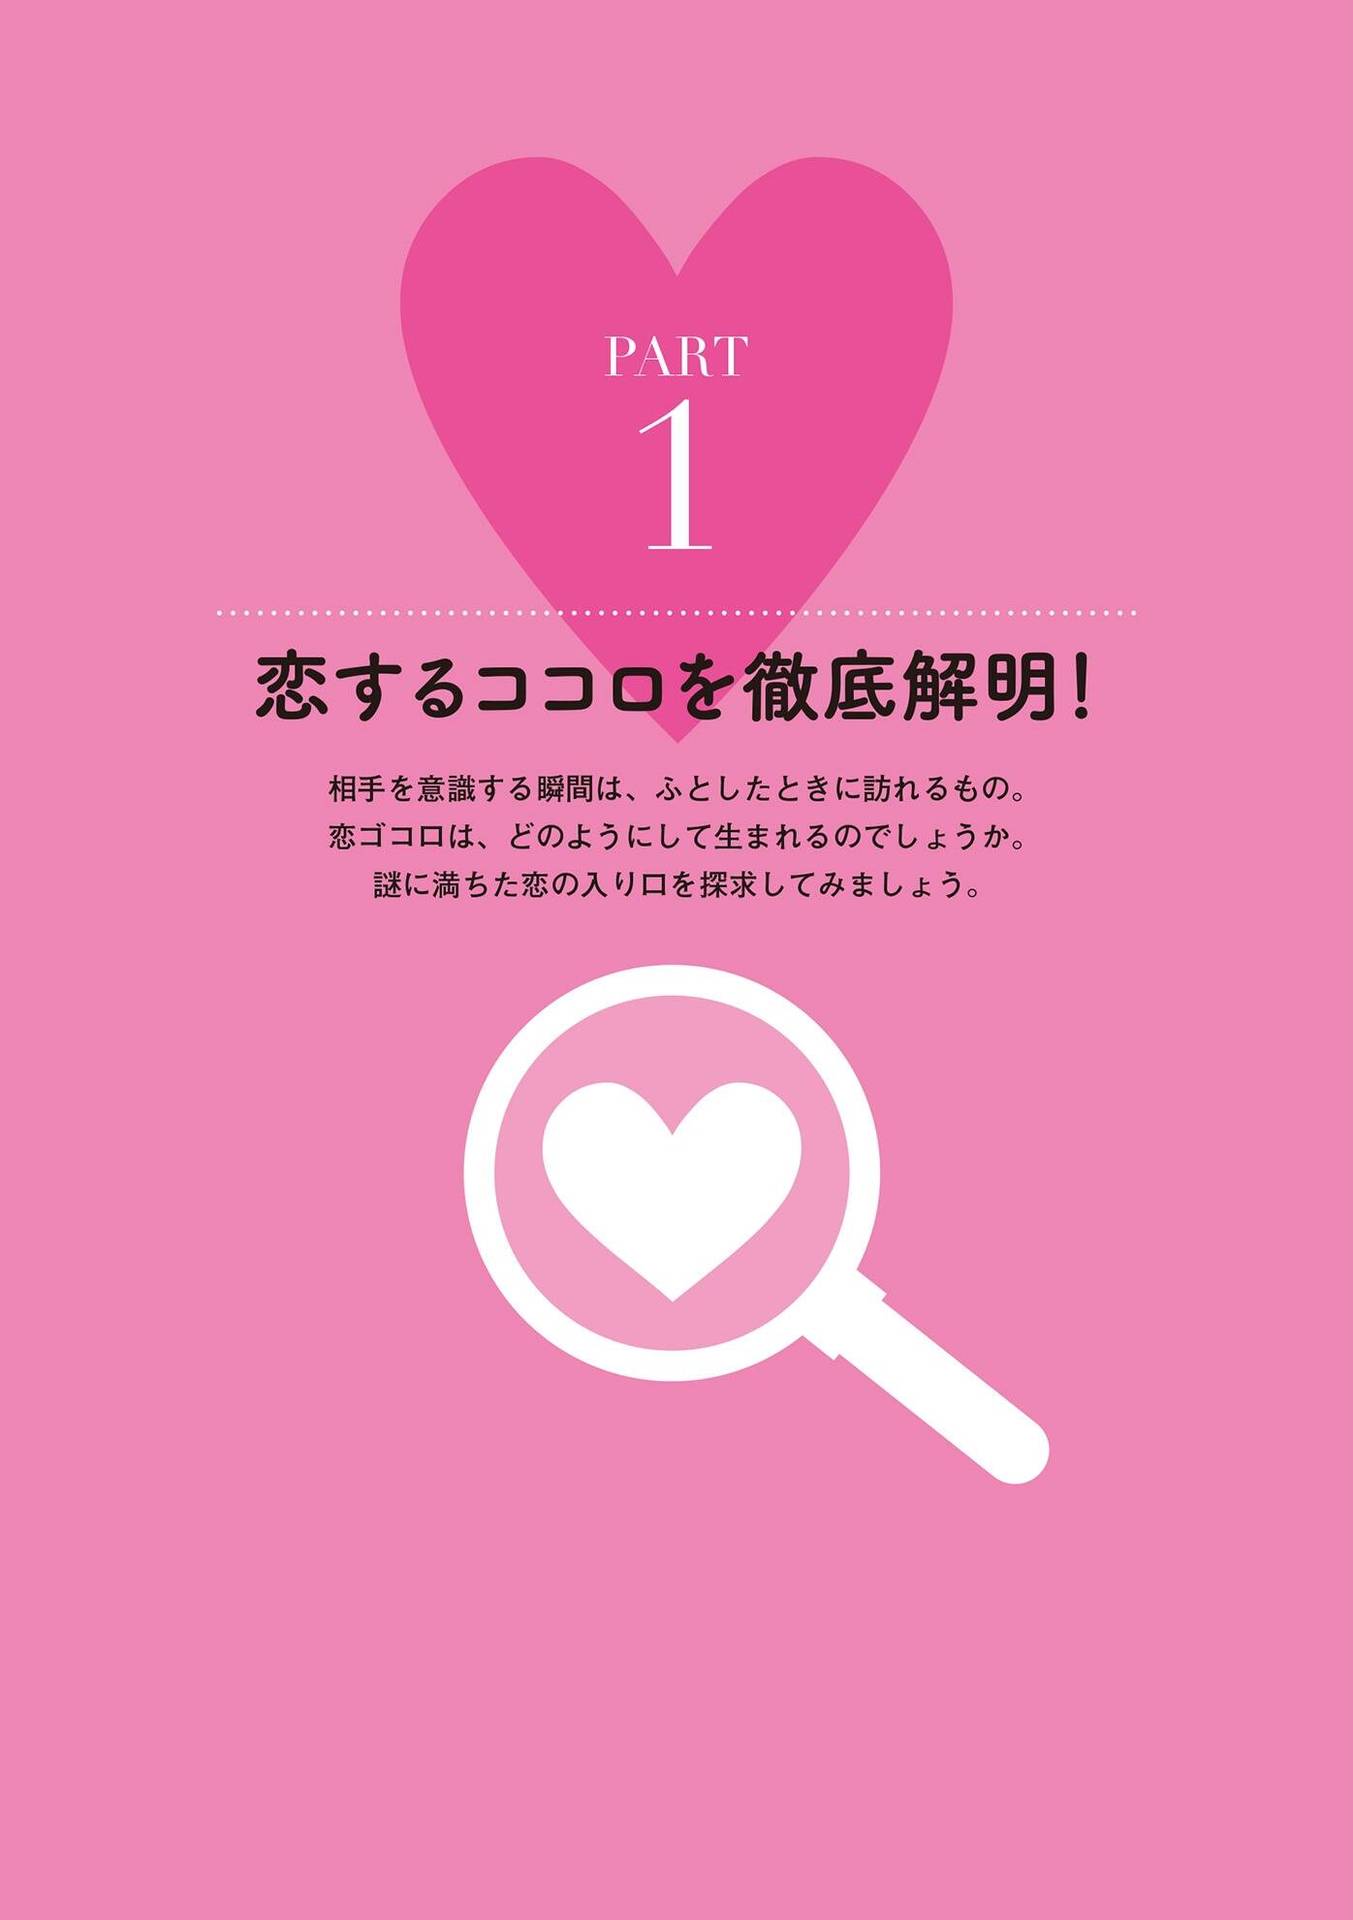 PART
1
恋するココロを徹底解明!
相手を意識する瞬間は、ふとしたときに訪れるもの。
恋ゴコロは、どのようにして生まれるのでしょうか。
謎に満ちた恋の入り口を探求してみましょう。